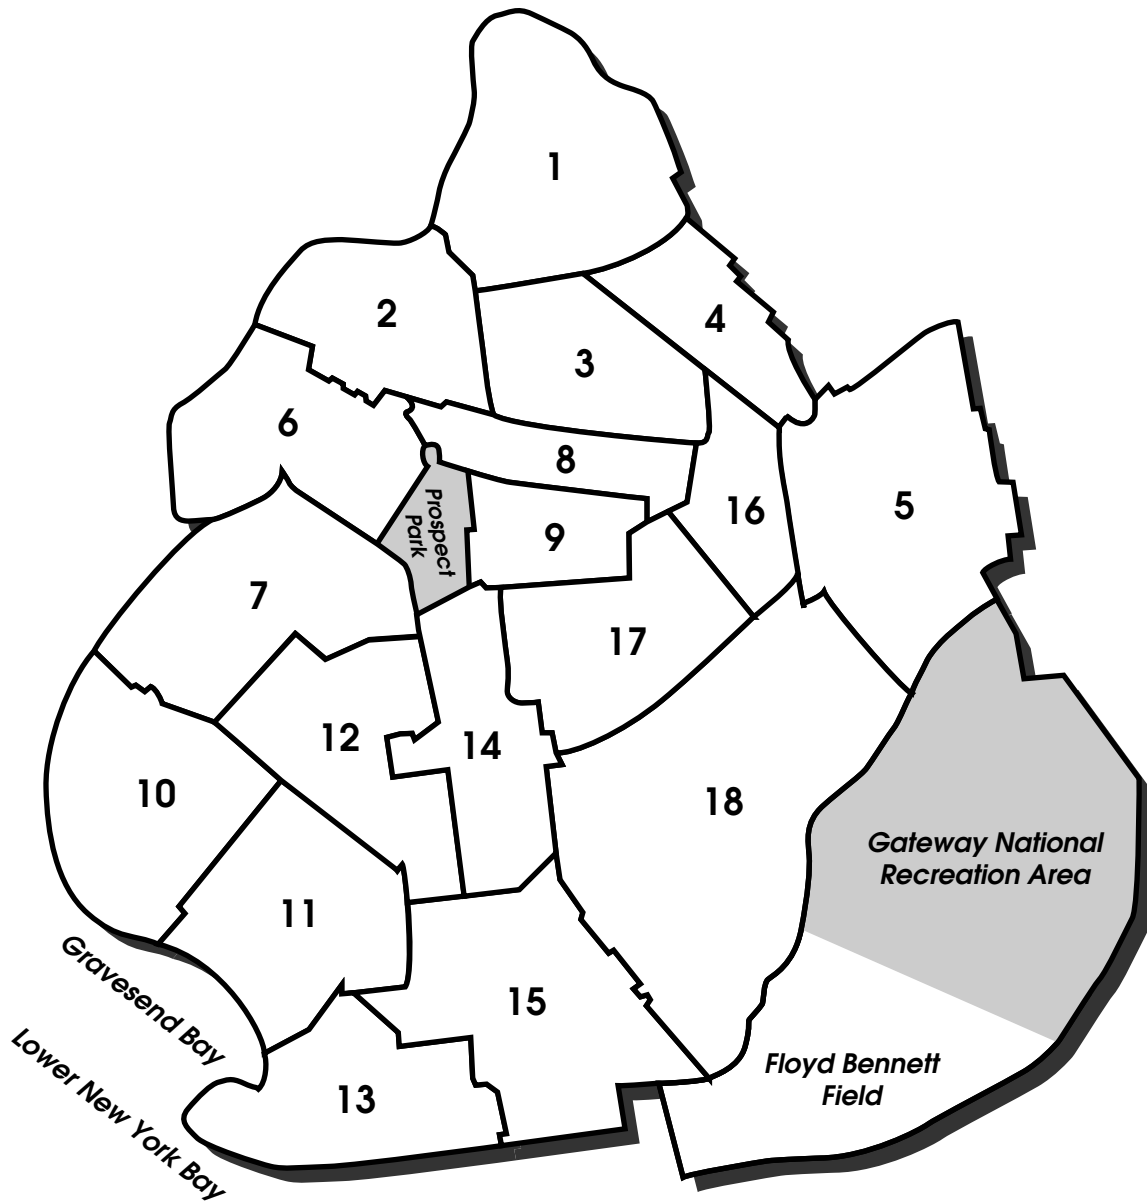 1
2
4
3
6
8
5
16
Prospect
Park
9
7
17
12
14
10
18
Gateway National
Recreation Area
11
Gravesend Bay
15
Lower New York Bay
Floyd Bennett
Field
13